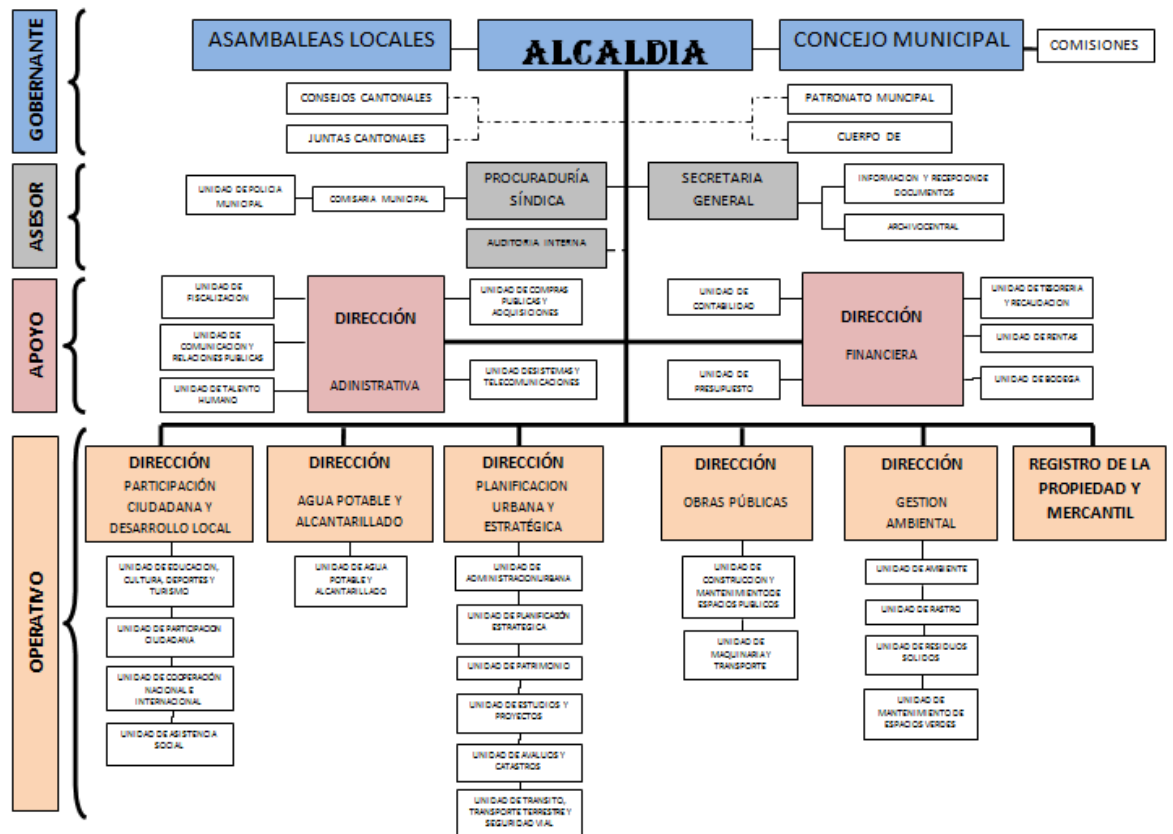 GOBERNANTE
ASAMBALEAS LOCALES
ALCALDIA
CONCEJO MUNICIPAL
COMISIONES
CONSEJOS CANTONALES
PATRONATO MUNCIPAL
JUNTAS CANTONALES
CUERPO DE
ASESOR
UNIDAD DE POLICIA
MUNICIPAL
COMISARIA MUNICIPAL
PROCURADURÍA
SÍNDICA
SECRETARIA
GENERAL
INFORMACION Y RECEPCION DE
DOCUMENTOS
ARCHIVO CENTRAL
AUDITORIA INTERNA
APOYO
UNIDAD DE
FISCALIZACION
UNIDAD DE
COMUNICACION Y
RELACIONES PUBLICAS
UNIDAD DE TALENTO
HUMANO
DIRECCIÓN
ADINISTRATIVA
UNIDAD DE COMPRAS
PUBLICAS Y
ADQUISICIONES
UNIDAD SISTEMAS Y
TELECOMUNICACIONES
UNIDAD DE
CONTABILIDAD
UNIDAD DE
PRESUPUESTO
DIRECCIÓN
FINANCIERA
UNIDAD DE TESORERIA
Y RECAUDACION
UNIDAD DE RENTAS
UNIDAD DE BODEGA
OPERATIVO
DIRECCIÓN
PARTICIPACIÓN
CIUDADANA Y
DESARROLLO LOCAL
UNIDAD DE EDUCACION,
CULTURA, DEPORTES Y
TURISMO
UNIDAD DE PARTICIPACION
CIUDADANA
UNIDAD DE COOPERACIÓN
NACIONAL E
INTERNACIONAL
UNIDAD DE ASISTENCIA
SOCIAL
DIRECCIÓN
AGUA POTABLE Y
ALCANTARILLADO
UNIDAD DE AGUA
POTABLE Y
ALCANTARILLADO
DIRECCIÓN
PLANIFICACION
URBANA Y
ESTRATÉGICA
UNIDAD DE
ADMINISTRACION URBANA
UNIDAD DE PLANIFICACIÓN
ESTRATEGICA
UNIDAD DE PATRIMONIO
UNIDAD DE ESTUDIOS Y
PROYECTOS
UNIDAD DE AVALUOS Y
CATASTROS
UNIDAD DE TRANSITO,
TRANSPORTE TERRESTRE Y
SEGURIDAD VIAL
DIRECCIÓN
OBRAS PÚBLICAS
UNIDAD DE
CONSTRUCCION Y
MANTENIMIENTO DE
ESPACIOS PUBLICOS
UNIDAD DE
MAQUINARIA Y
TRANSPORTE
DIRECCIÓN
GESTION
AMBIENTAL
UNIDAD DE AMBIENTE
UNIDAD DE RASTRO
UNIDAD DE RESIDUOS
SOLIDOS
UNIDAD DE
MANTENIMIENTO DE
ESPACIOS VERDES
REGISTRO DE LA
PROPIEDAD Y
MERCANTIL